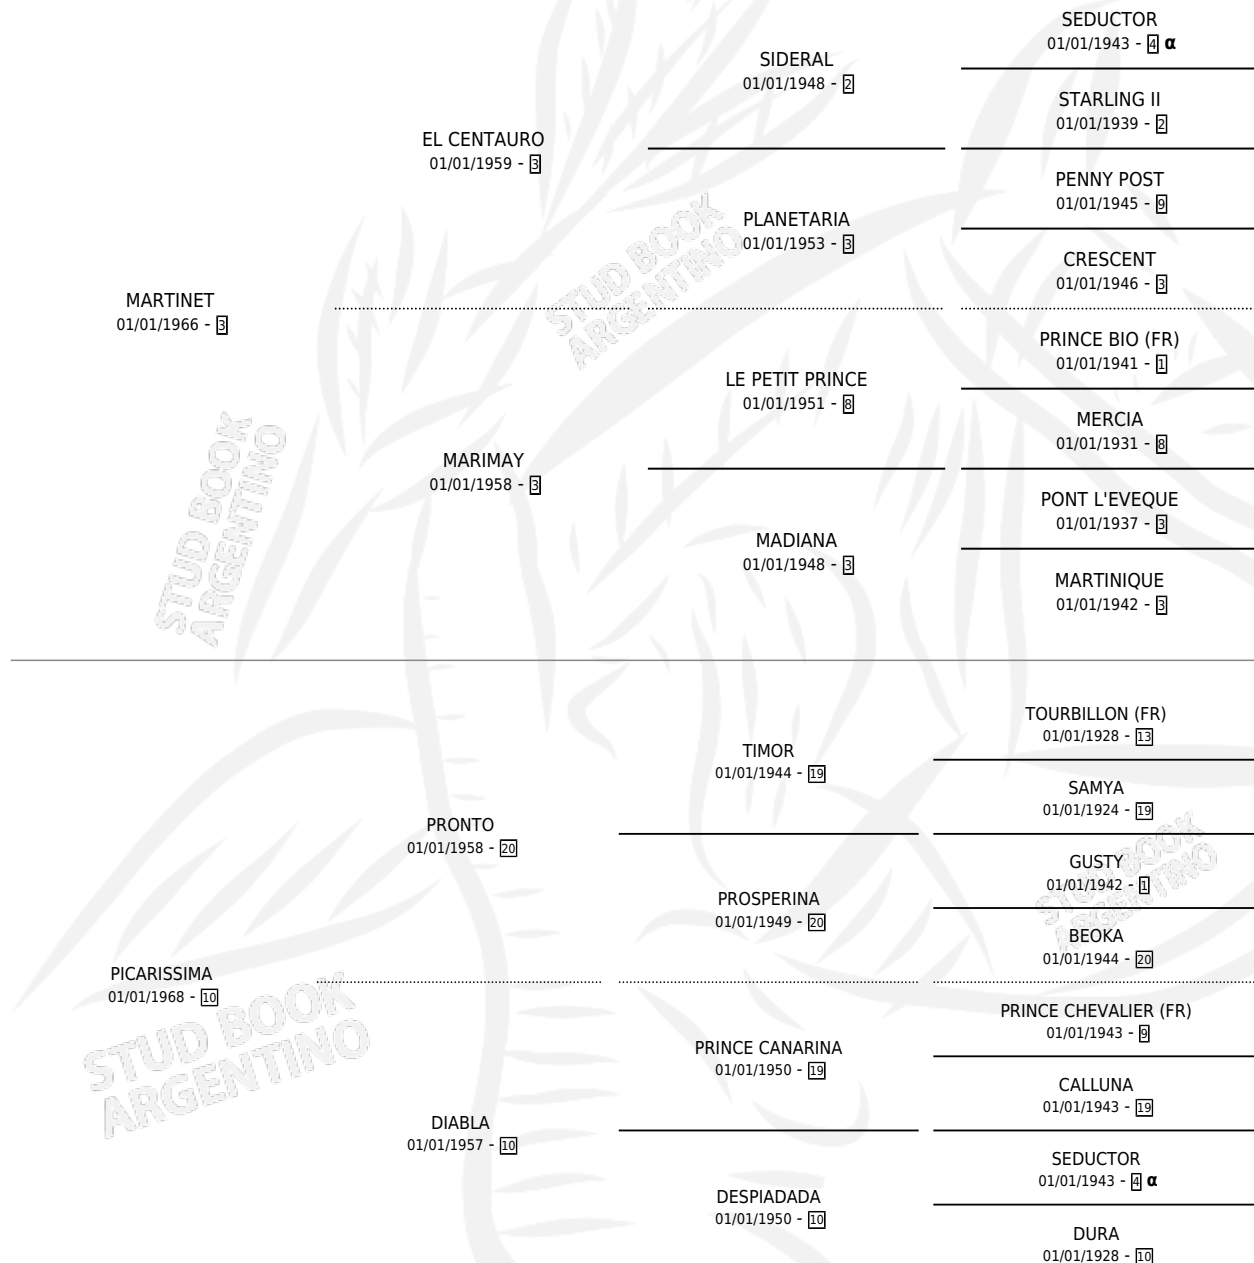 SEDUCTOR
01/01/1943 - 4 α
SIDERAL
01/01/1948 - 2
STARLING II
01/01/1939 - 2
EL CENTAURO
01/01/1959 - 3
PENNY POST
01/01/1945 - 9
PLANETARIA
01/01/1953 - 3
CRESCENT
01/01/1946 - 3
MARTINET
01/01/1966 - 3
PRINCE BIO (FR)
01/01/1941 - 1
LE PETIT PRINCE
01/01/1951 - 8
MERCIA
01/01/1931 - 8
MARIMAY
01/01/1958 - 3
PONT L'EVEQUE
01/01/1937 - 3
MADIANA
01/01/1948 - 3
MARTINIQUE
01/01/1942 - 3
TOURBILLON (FR)
01/01/1928 - 13
TIMOR
01/01/1944 - 19
SAMYA
01/01/1924 - 19
PRONTO
01/01/1958 - 20
GUSTY
01/01/1942 - 1
PROSPERINA
01/01/1949 - 20
BEOKA
01/01/1944 - 20
PICARISSIMA
01/01/1968 - 10
PRINCE CHEVALIER (FR)
01/01/1943 - 9
PRINCE CANARINA
01/01/1950 - 19
CALLUNA
01/01/1943 - 19
DIABLA
01/01/1957 - 10
SEDUCTOR
01/01/1943 - 4 α
DESPIADADA
01/01/1950 - 10
DURA
01/01/1928 - 10
STUD BOOK
ARGENTINO
STUD BOOK
ARGENTINO
STUD BOOK
ARGENTINO
STUD BOOK
ARGENTINO